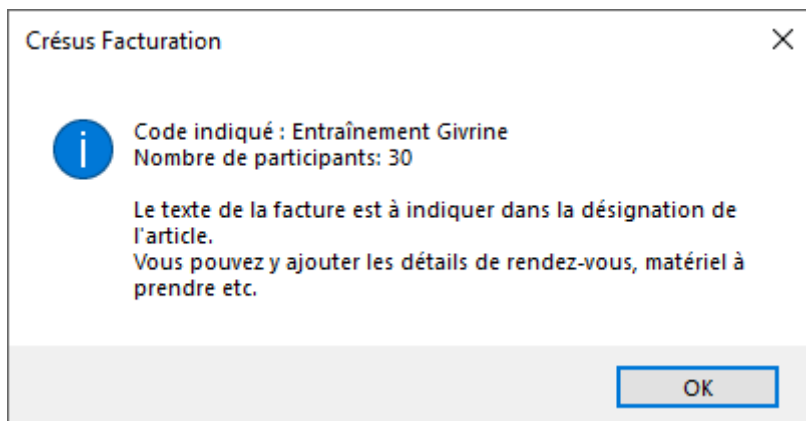 Crésus Facturation
Code indiqué : Entraînement Givrine
Nombre de participants: 30
Le texte de la facture est à indiquer dans la désignation de
l'article.
Vous pouvez y ajouter les détails de rendez-vous, matériel à
prendre etc.
OK